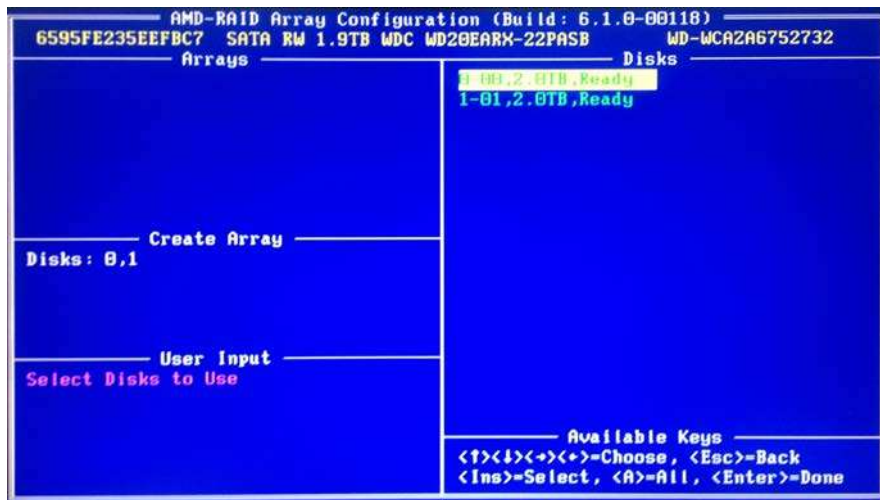 AMD-RAID Array Configuration (Build: 6.1.0-00118)
6595FE235EEFBC7 SATA RW 1.9TB WDC WD20EARX-22PASB WD-WCAZA6752732
Arrays
Disks
0-00,2.0TB,Ready
1-01,2.0TB,Ready
Create Array
Disks: 0,1
User Input
Select Disks to Use
Available Keys
<↑><↓><→><←>=Choose, <Esc>=Back
<Ins>=Select, <A>=All, <Enter>=Done